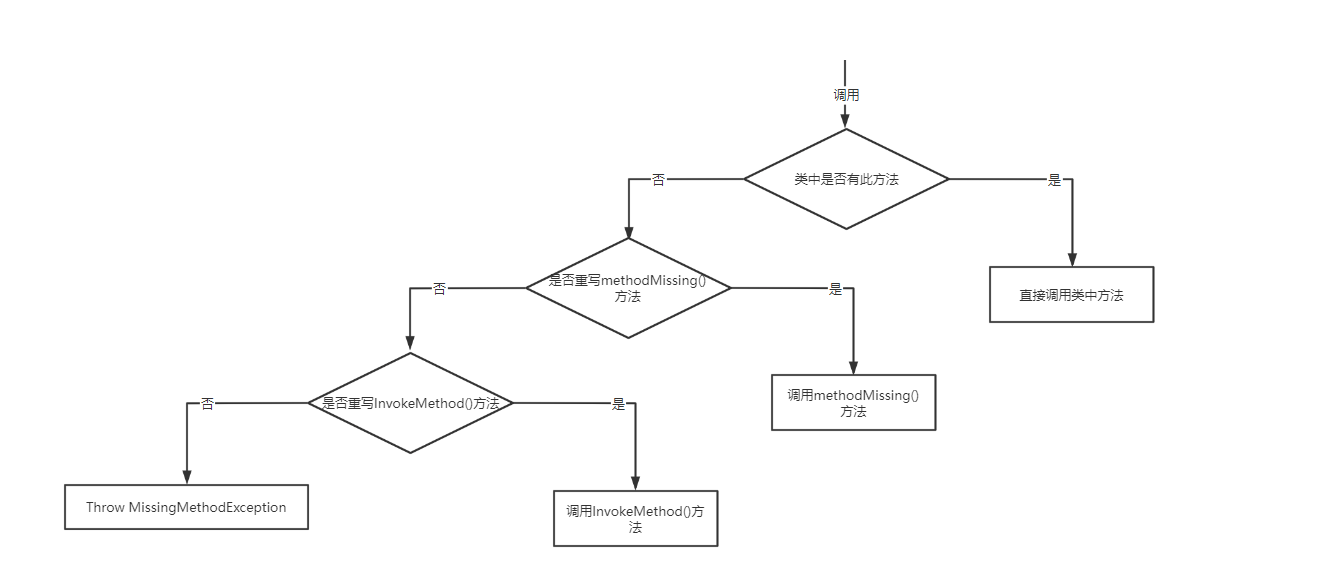 调用
类中是否有此方法
否
是
是否重写methodMissing()
方法
直接调用类中方法
否
是
调用methodMissing()
方法
是否重写InvokeMethod()方法
否
是
Throw MissingMethodException
调用InvokeMethod()方
法